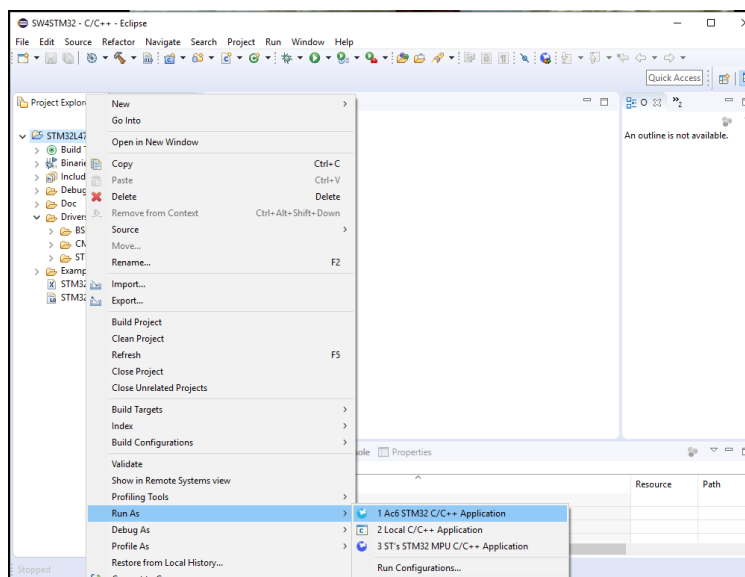 SW4STM32 - C/C++ - Eclipse
File Edit Source Refactor Navigate Search Project Run Window Help
Quick Access
Project Explor
O
2
An outline is not available.
STM32L47
Build T
Binarie
Includ
Debug
Doc
Drivers
BS
CM
ST
Examp
STM32
STM32
New
Go Into
Open in New Window
Copy Ctrl+C
Paste Ctrl+V
Delete Delete
Remove from Context Ctrl+Alt+Shift+Down
Source
Move...
Rename... F2
Import...
Export...
Build Project
Clean Project
Refresh F5
Close Project
Close Unrelated Projects
Build Targets
Index
Build Configurations
Validate
Show in Remote Systems view
Profiling Tools
Run As
Debug As
Profile As
Restore from Local History...
sole Properties
Resource Path
1 Ac6 STM32 C/C++ Application
2 Local C/C++ Application
3 ST's STM32 MPU C/C++ Application
Run Configurations...
Stopped